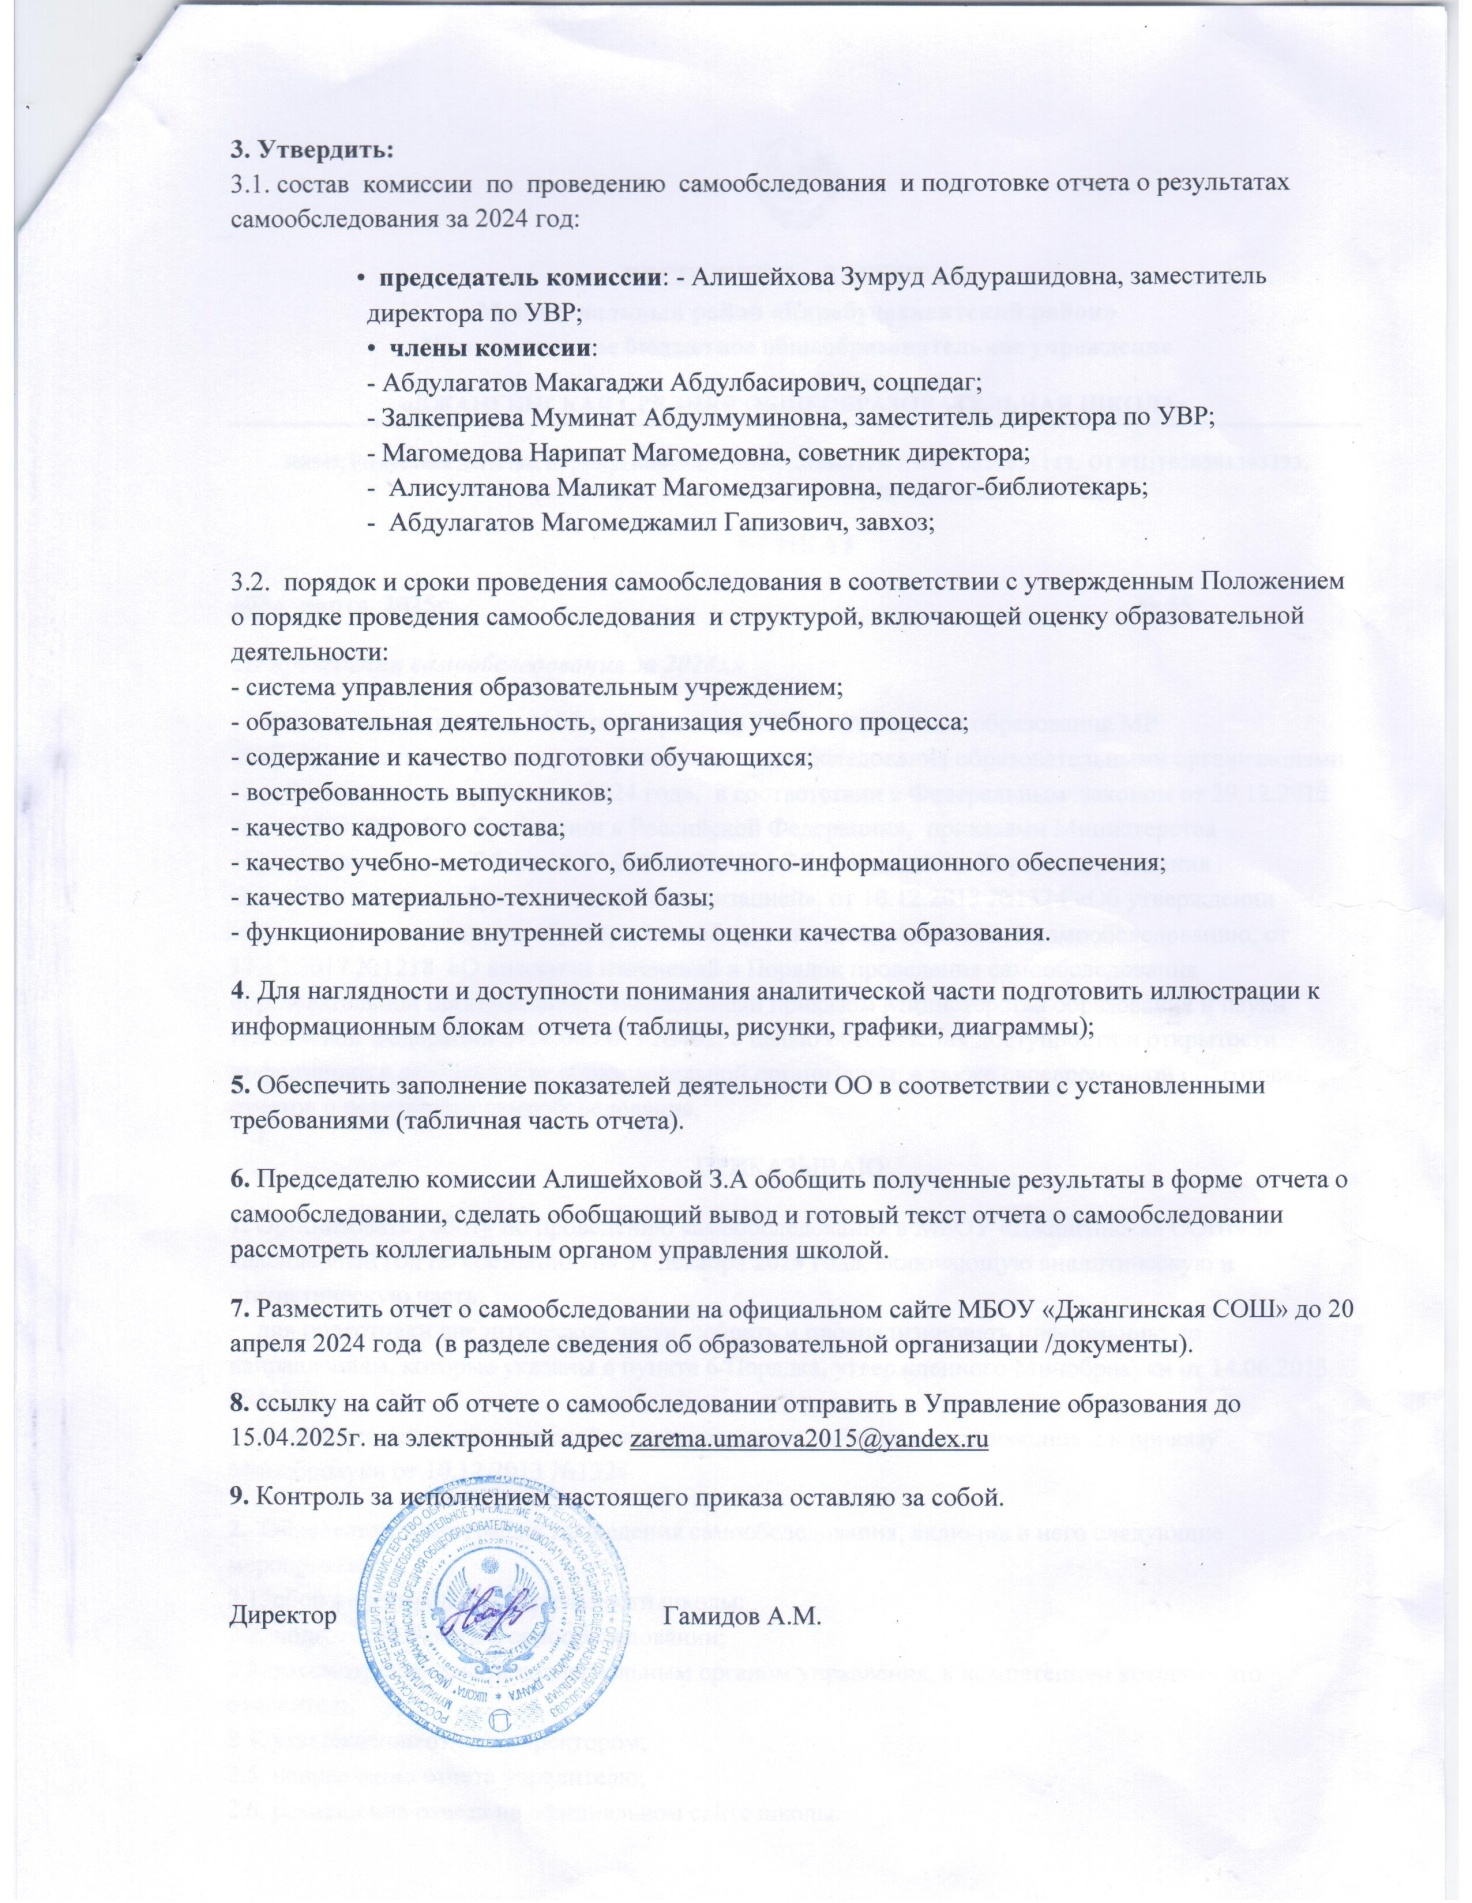 3. Утвердить:
3.1. состав комиссии по проведению самообследования и подготовке отчета о результатах
самообследования за 2024 год:
• председатель комиссии: - Алишейхова Зумруд Абдурашидовна, заместитель
директора по УВР;
• члены комиссии:
- Абдулагатов Макагаджи Абдулбасирович, соцпедаг;
- Залкеприева Муминат Абдулмуминовна, заместитель директора по УВР;
- Магомедова Нарипат Магомедовна, советник директора;
- Алисултанова Маликат Магомедзагировна, педагог-библиотекарь;
- Абдулагатов Магомеджамил Гапизович, завхоз;
3.2. порядок и сроки проведения самообследования в соответствии с утвержденным Положением
о порядке проведения самообследования и структурой, включающей оценку образовательной
деятельности:
- система управления образовательным учреждением;
- образовательная деятельность, организация учебного процесса;
- содержание и качество подготовки обучающихся;
- востребованность выпускников;
- качество кадрового состава;
- качество учебно-методического, библиотечного-информационного обеспечения;
- качество материально-технической базы;
- функционирование внутренней системы оценки качества образования.
4. Для наглядности и доступности понимания аналитической части подготовить иллюстрации к
информационным блокам отчета (таблицы, рисунки, графики, диаграммы);
5. Обеспечить заполнение показателей деятельности ОО в соответствии с установленными
требованиями (табличная часть отчета).
6. Председателю комиссии Алишейховой З.А обобщить полученные результаты в форме отчета о
самообследовании, сделать обобщающий вывод и готовый текст отчета о самообследовании
рассмотреть коллегиальным органом управления школой.
7. Разместить отчет о самообследовании на официальном сайте МБОУ «Джангинская СОШ» до 20
апреля 2024 года (в разделе сведения об образовательной организации /документы).
8. ссылку на сайт об отчете о самообследовании отправить в Управление образования до
15.04.2025г. на электронный адрес zarema.umarova2015@yandex.ru
9. Контроль за исполнением настоящего приказа оставляю за собой.
Директор Гамидов А.М.